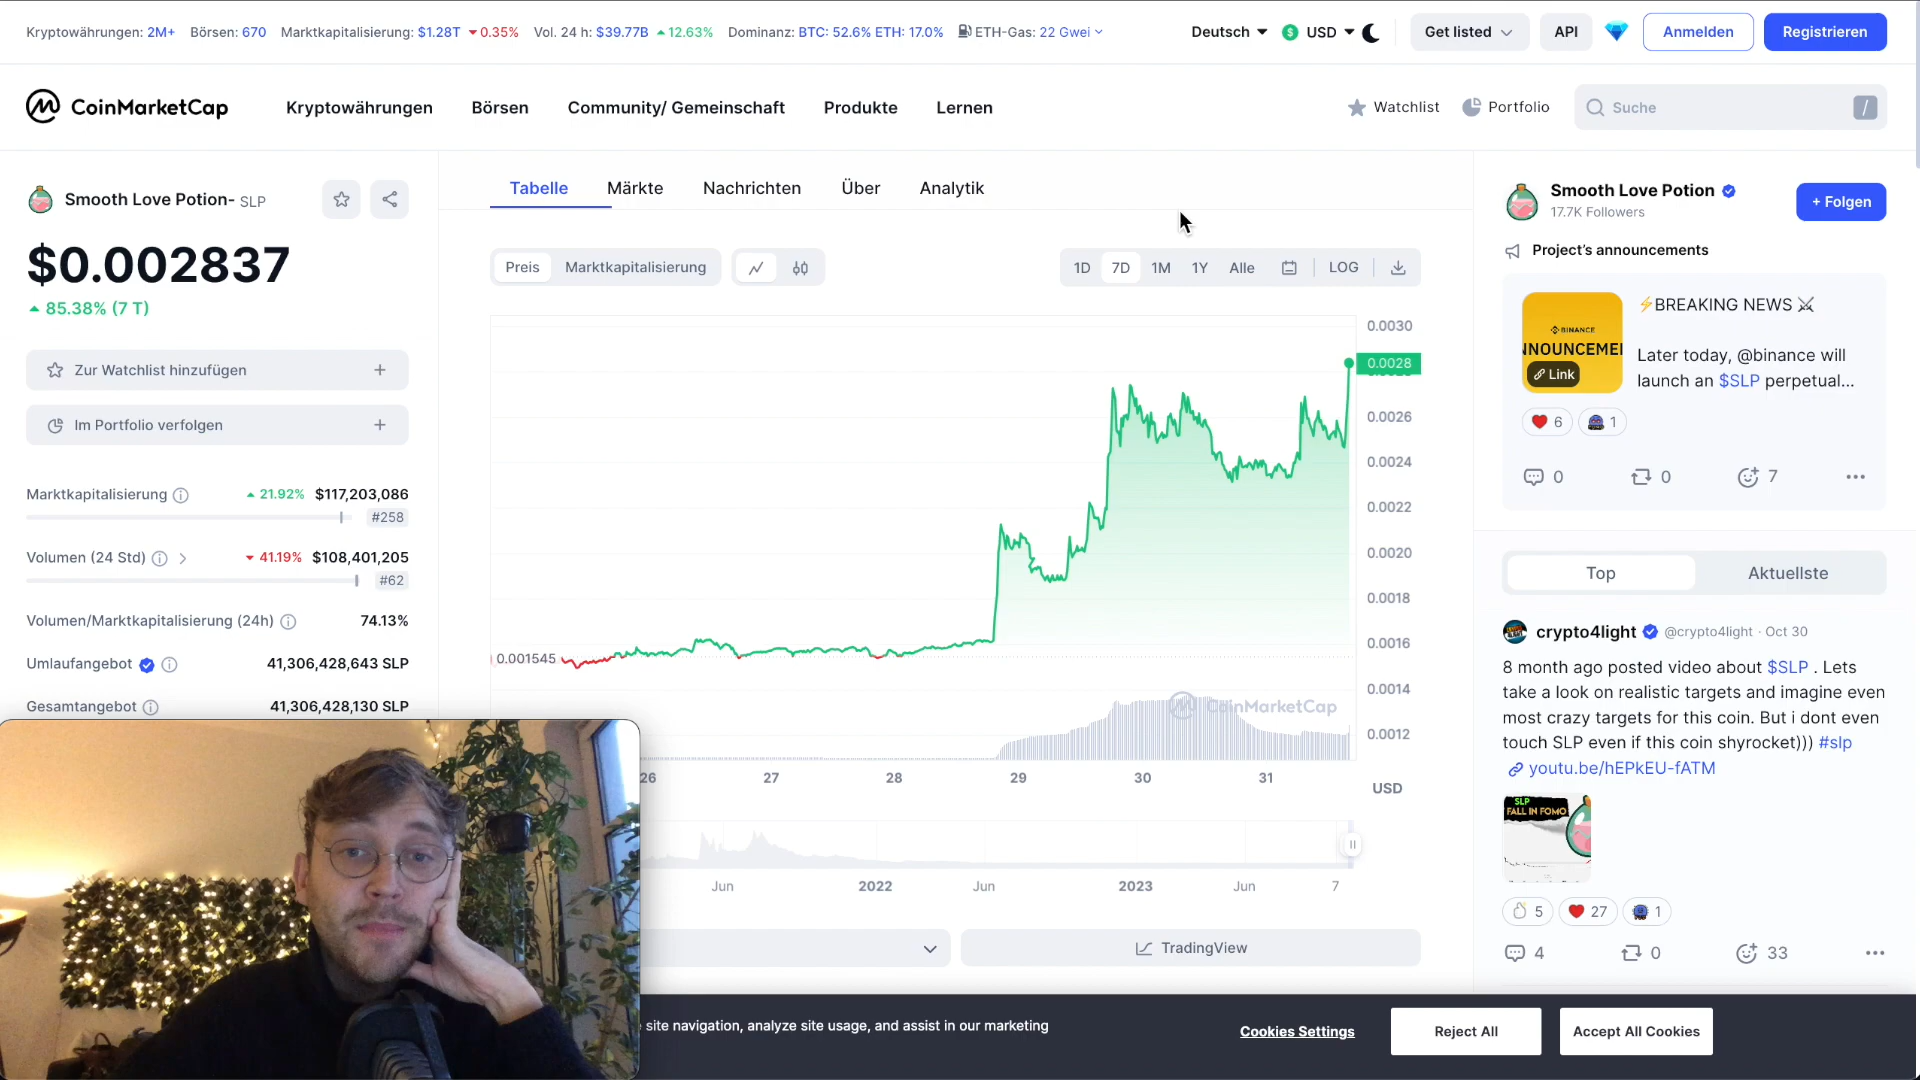 Kryptowährungen: 2M+ Börsen: 670 Marktkapitalisierung: $1.28T 0.35% Vol. 24 h: $39.77B 12.63% Dominanz: BTC: 52.6% ETH: 17.0% ETH-Gas: 22 Gwei
Deutsch $ USD Get listed API Anmelden Registrieren
CoinMarketCap Kryptowährungen Börsen Community/ Gemeinschaft Produkte Lernen
Watchlist Portfolio Suche /
Smooth Love Potion- SLP
$0.002837
85.38% (7 T)
Zur Watchlist hinzufügen +
Im Portfolio verfolgen +
Marktkapitalisierung 21.92% $117,203,086
#258
Volumen (24 Std) 41.19% $108,401,205
#62
Volumen/Marktkapitalisierung (24h) 74.13%
Umlaufangebot 41,306,428,643 SLP
Gesamtangebot 41,306,428,130 SLP
Tabelle Märkte Nachrichten Über Analytik
Preis Marktkapitalisierung
1D 7D 1M 1Y Alle LOG
0.0030
0.0028
0.0026
0.0024
0.0022
0.0020
0.0018
0.0016
0.001545
0.0014
CoinMarketCap
0.0012
26 27 28 29 30 31
USD
Jun 2022 Jun 2023 Jun 7
TradingView
Smooth Love Potion
17.7K Followers
+ Folgen
Project's announcements
BINANCE
NNOUNCEMEI
Link
⚡BREAKING NEWS ⚔
Later today, @binance will
launch an $SLP perpetual...
6 1
0 0 7
Top Aktuellste
crypto4light @crypto4light · Oct 30
8 month ago posted video about $SLP . Lets
take a look on realistic targets and imagine even
most crazy targets for this coin. But i dont even
touch SLP even if this coin shyrocket))) #slp
youtu.be/hEPkEU-fATM
SLP
FALL IN FOMO
5 27 1
4 0 33
site navigation, analyze site usage, and assist in our marketing
Cookies Settings Reject All Accept All Cookies